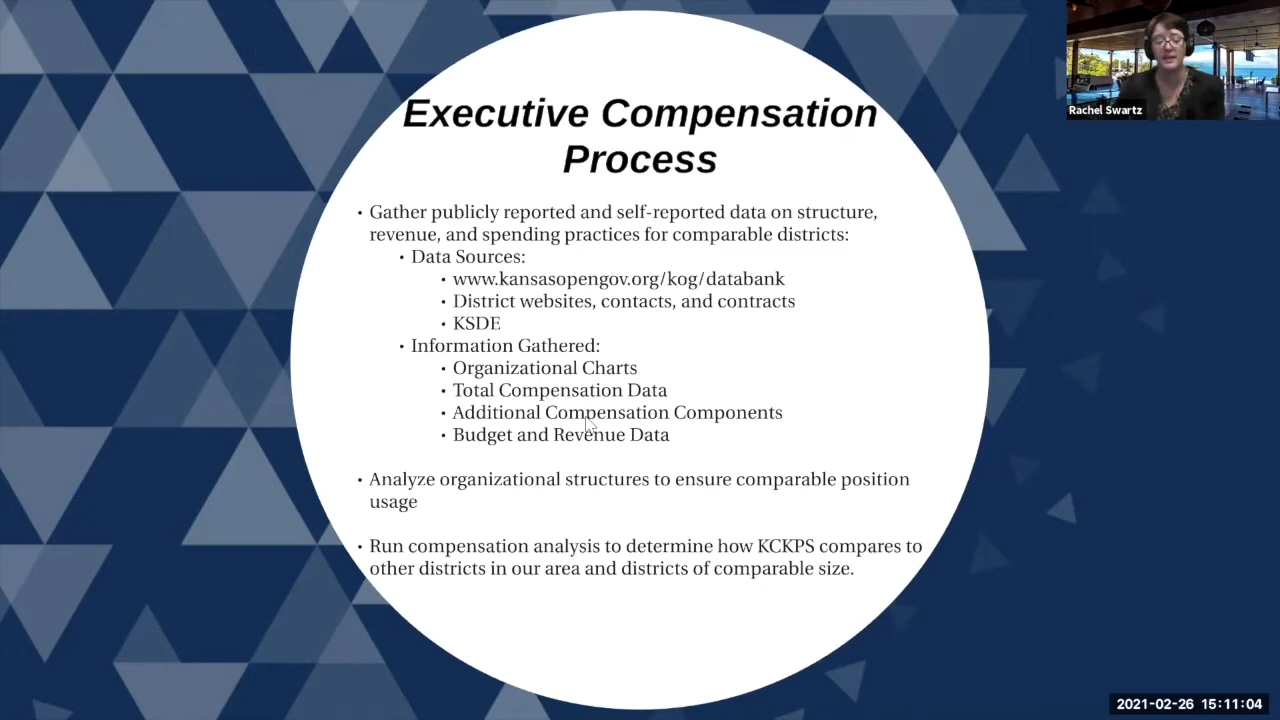 Executive Compensation
Process
• Gather publicly reported and self-reported data on structure,
revenue, and spending practices for comparable districts:
• Data Sources:
• www.kansasopengov.org/kog/databank
• District websites, contacts, and contracts
• KSDE
• Information Gathered:
• Organizational Charts
• Total Compensation Data
• Additional Compensation Components
• Budget and Revenue Data
• Analyze organizational structures to ensure comparable position
usage
• Run compensation analysis to determine how KCKPS compares to
other districts in our area and districts of comparable size.
Rachel Swartz
2021-02-26 15:11:04